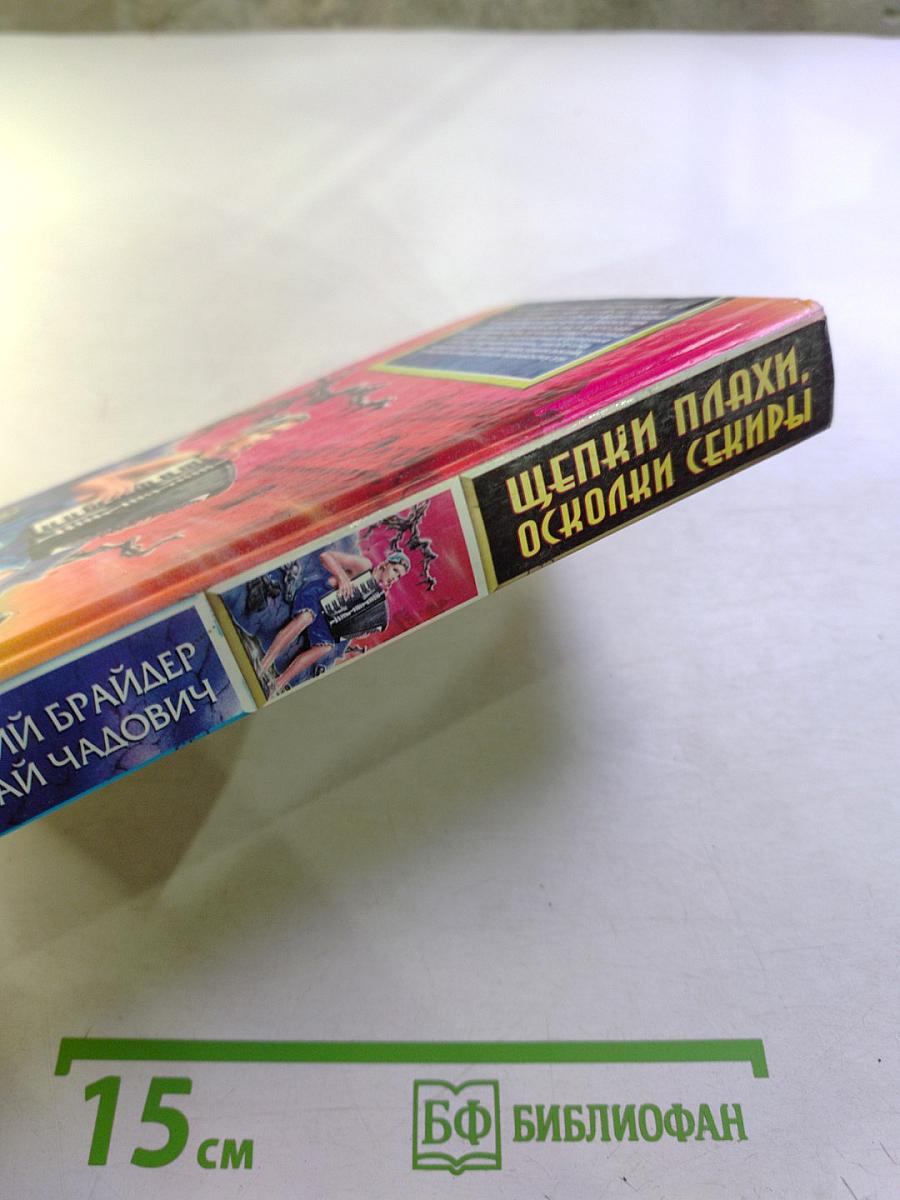 ЩЕПКИ ПЛАХИ,
ОСКОЛКИ СЕКИРЫ
ИЙ БРАЙДЕР
АЙ ЧАДОВИЧ
15 см
БФ БИБЛИОФАН